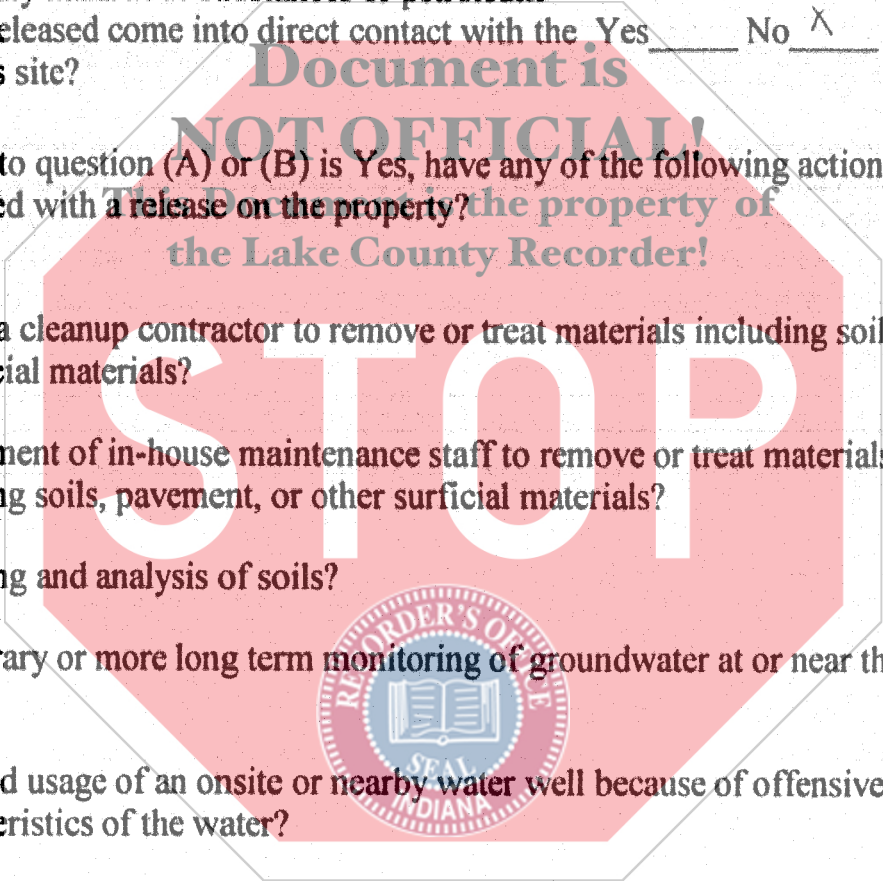 eleased come into direct contact with the Yes_____ No__X__
s site?
Document is
NOT OFFICIAL!
to question (A) or (B) is Yes, have any of the following action
ed with a release on the property?
This Document is the property of
the Lake County Recorder!
a cleanup contractor to remove or treat materials including soil
cial materials?
STOP
ment of in-house maintenance staff to remove or treat materials
ng soils, pavement, or other surficial materials?
ng and analysis of soils?
RECORDER'S OFFICE
rary or more long term monitoring of groundwater at or near th
SEAL
INDIANA
d usage of an onsite or nearby water well because of offensive
eristics of the water?